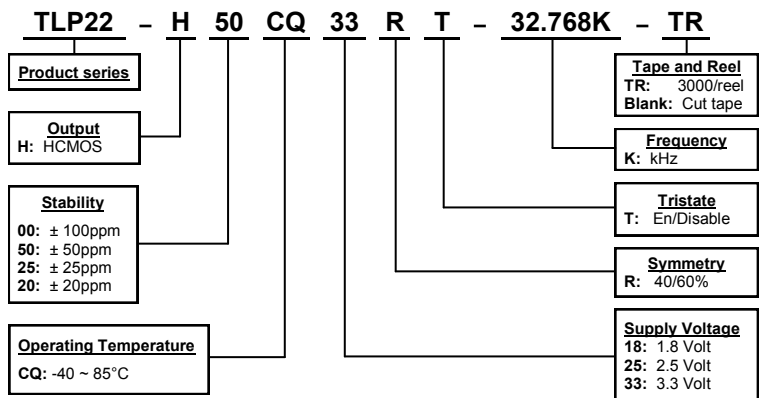 TLP22 – H 50 CQ 33 R T – 32.768K – TR
Product series
Output
H: HCMOS
Stability
00: ± 100ppm
50: ± 50ppm
25: ± 25ppm
20: ± 20ppm
Operating Temperature
CQ: -40 ~ 85°C
Tape and Reel
TR: 3000/reel
Blank: Cut tape
Frequency
K: kHz
Tristate
T: En/Disable
Symmetry
R: 40/60%
Supply Voltage
18: 1.8 Volt
25: 2.5 Volt
33: 3.3 Volt